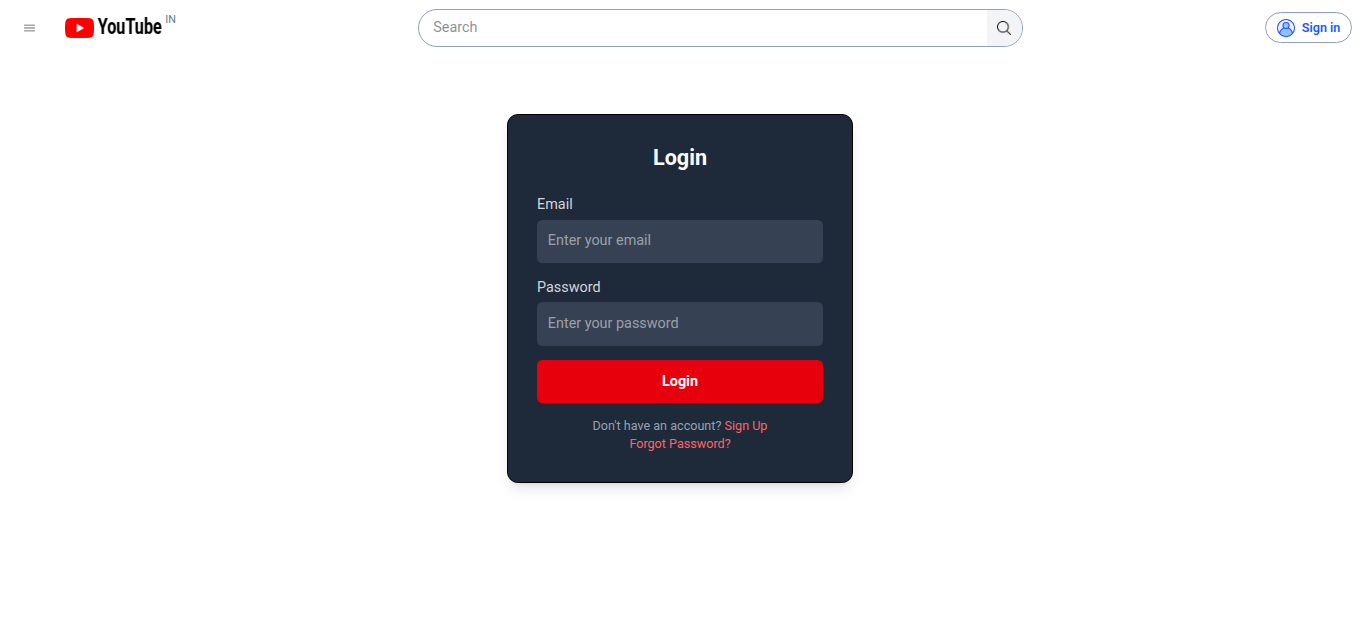 YouTube IN
Search
Sign in
Login
Email
Enter your email
Password
Enter your password
Login
Don't have an account? Sign Up
Forgot Password?